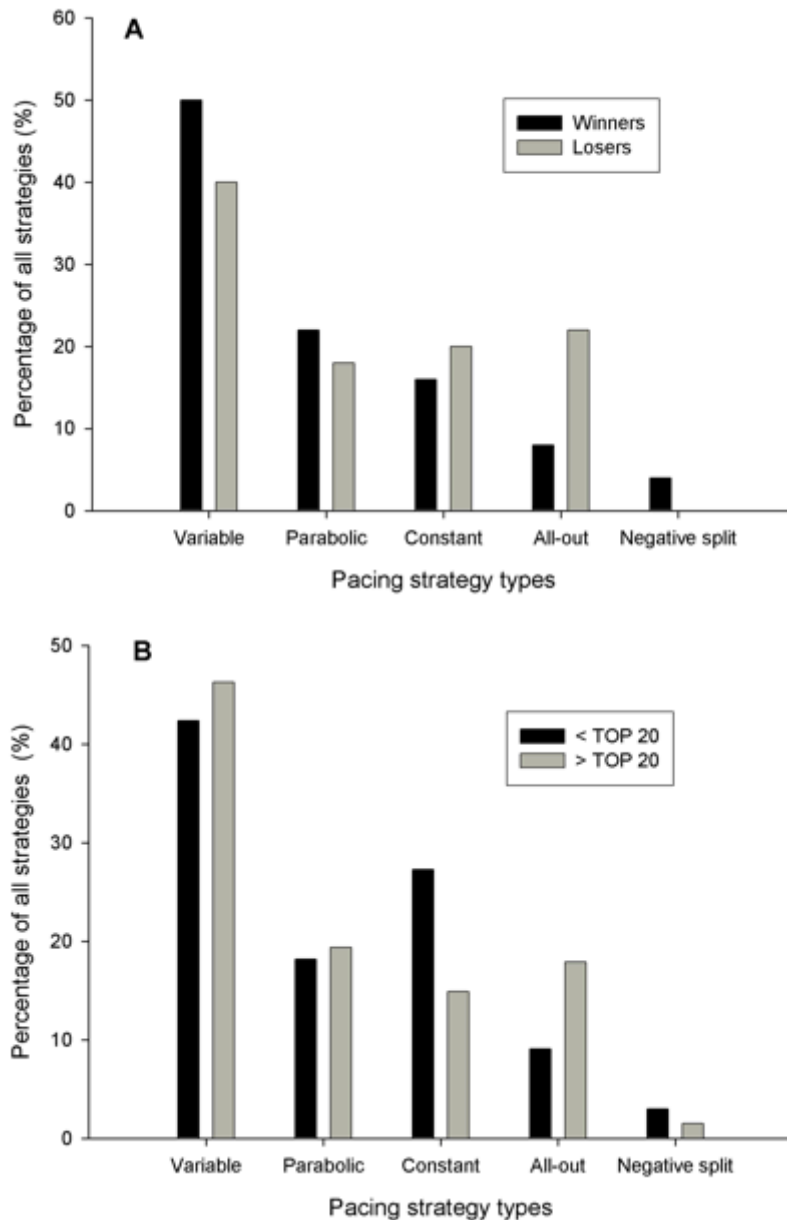 A
60
50
40
30
20
10
0
Percentage of all strategies (%)
Winners
Losers
Variable Parabolic Constant All-out Negative split
Pacing strategy types
B
50
40
30
20
10
0
Percentage of all strategies (%)
< TOP 20
> TOP 20
Variable Parabolic Constant All-out Negative split
Pacing strategy types